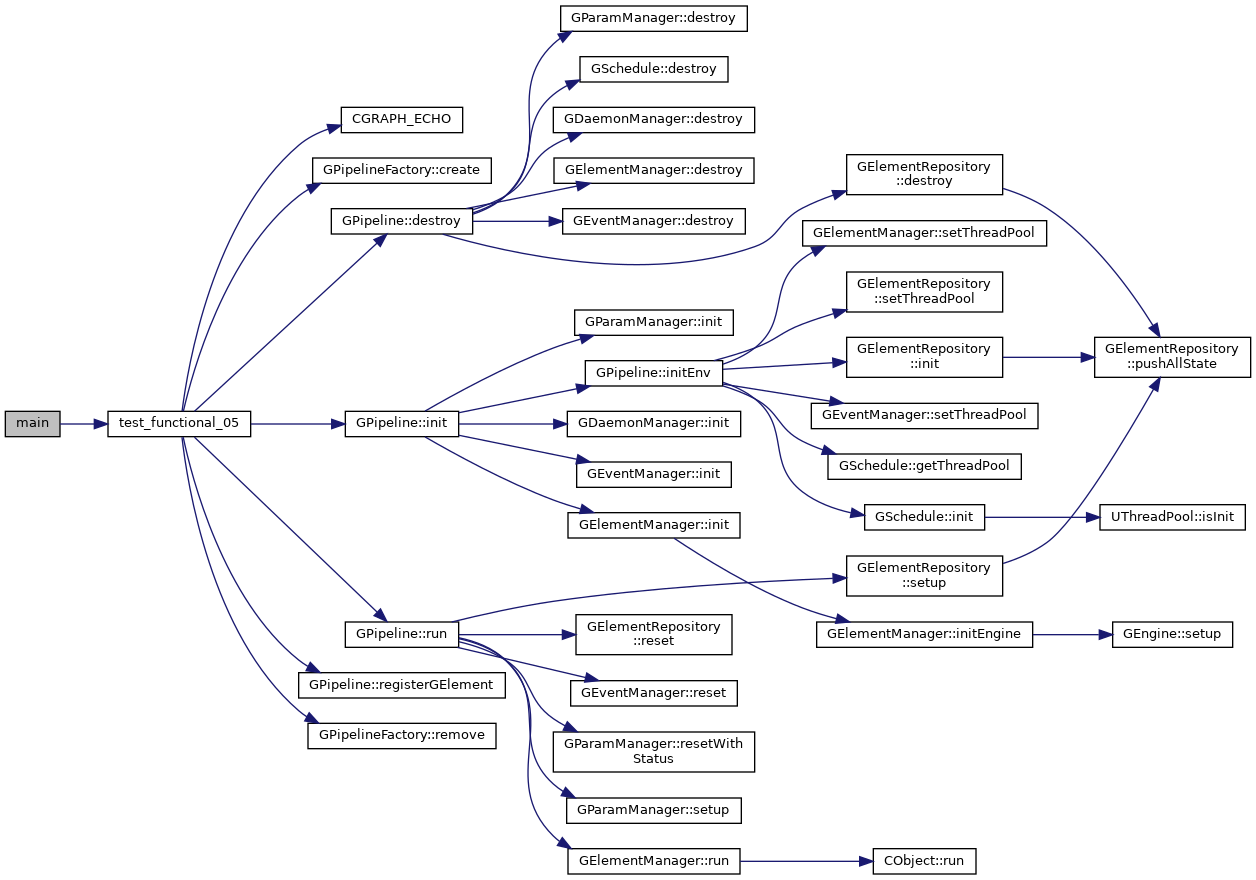 main
test_functional_05
CGRAPH_ECHO
GPipelineFactory::create
GPipeline::destroy
GParamManager::destroy
GSchedule::destroy
GDaemonManager::destroy
GElementManager::destroy
GEventManager::destroy
GElementRepository
::destroy
GElementRepository
::pushAllState
GPipeline::init
GParamManager::init
GPipeline::initEnv
GElementManager::setThreadPool
GElementRepository
::setThreadPool
GElementRepository
::init
GEventManager::setThreadPool
GSchedule::getThreadPool
GSchedule::init
UThreadPool::isInit
GDaemonManager::init
GEventManager::init
GElementManager::init
GElementManager::initEngine
GEngine::setup
GPipeline::run
GElementRepository
::setup
GElementRepository
::reset
GEventManager::reset
GParamManager::resetWith
Status
GParamManager::setup
GElementManager::run
CObject::run
GPipeline::registerGElement
GPipelineFactory::remove